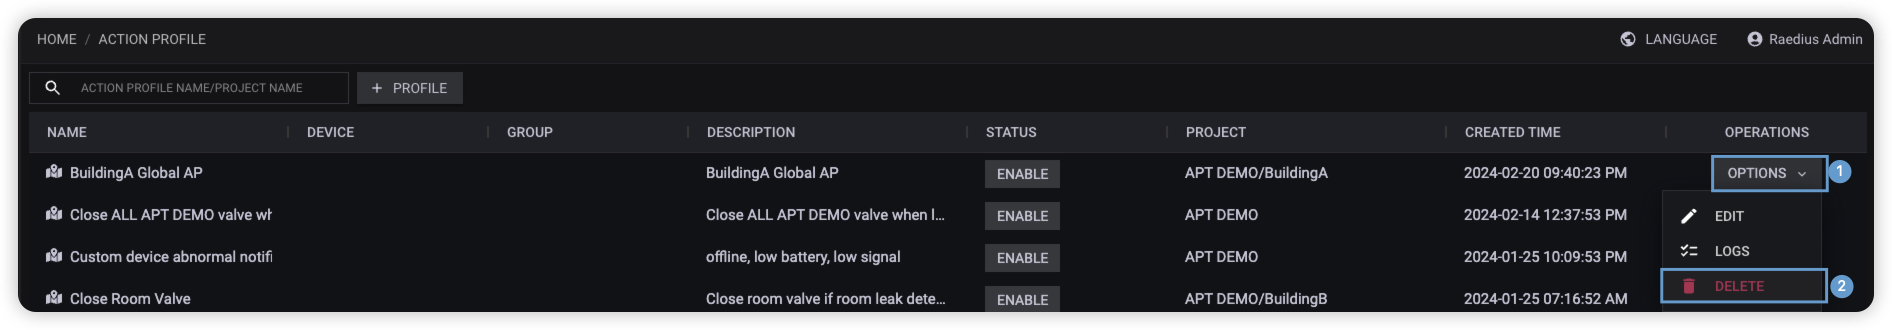 HOME / ACTION PROFILE LANGUAGE Raedius Admin
ACTION PROFILE NAME/PROJECT NAME + PROFILE
NAME DEVICE GROUP DESCRIPTION STATUS PROJECT CREATED TIME OPERATIONS
BuildingA Global AP BuildingA Global AP ENABLE APT DEMO/BuildingA 2024-02-20 09:40:23 PM OPTIONS 1
Close ALL APT DEMO valve wh Close ALL APT DEMO valve when l... ENABLE APT DEMO 2024-02-14 12:37:53 PM EDIT
Custom device abnormal notifi offline, low battery, low signal ENABLE APT DEMO 2024-01-25 10:09:53 PM LOGS
Close Room Valve Close room valve if room leak dete... ENABLE APT DEMO/BuildingB 2024-01-25 07:16:52 AM DELETE 2